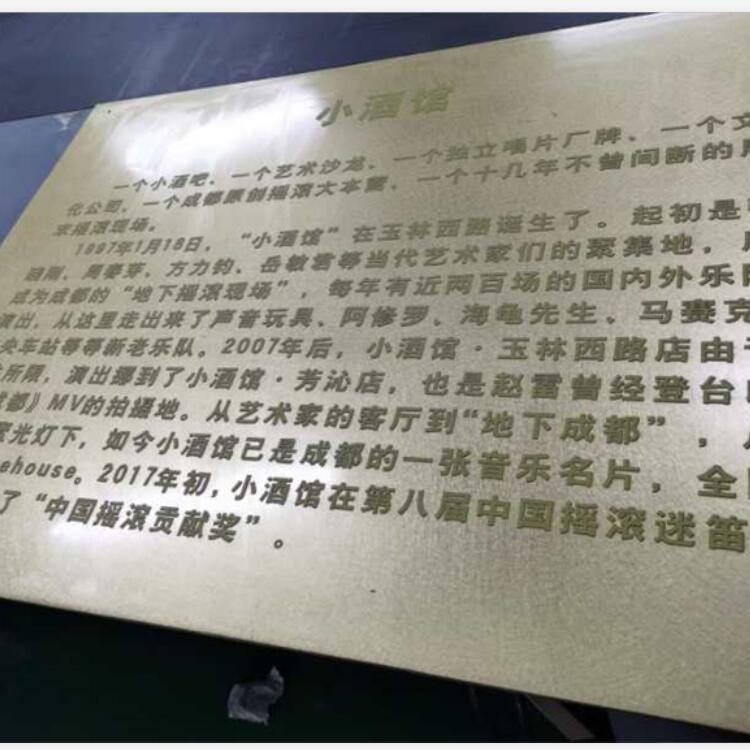 小酒馆
一个小酒吧、一个艺术沙龙、一个独立唱片厂牌、一个文
化公司、一个成都原创摇滚大本营、一个十几年不曾间断的
末摇滚现场。
1997年1月18日，“小酒馆”在玉林西路诞生了。起初是
晓刚、周春芽、方力钧、岳敏君等当代艺术家们的聚集地，
成为成都的“地下摇滚现场”，每年有近两百场的国内外乐
演出，从这里走出来了声音玩具、阿修罗、海龟先生、马赛克
央车站等等新老乐队。2007年后，小酒馆·玉林西路店由于
所限，演出挪到了小酒馆·芳沁店，也是赵雷曾经登台
成都》MV的拍摄地。从艺术家的客厅到“地下成都”，
光灯下，如今小酒馆已是成都的一张音乐名片，全
ehouse。2017年初，小酒馆在第八届中国摇滚迷笛
了“中国摇滚贡献奖”。